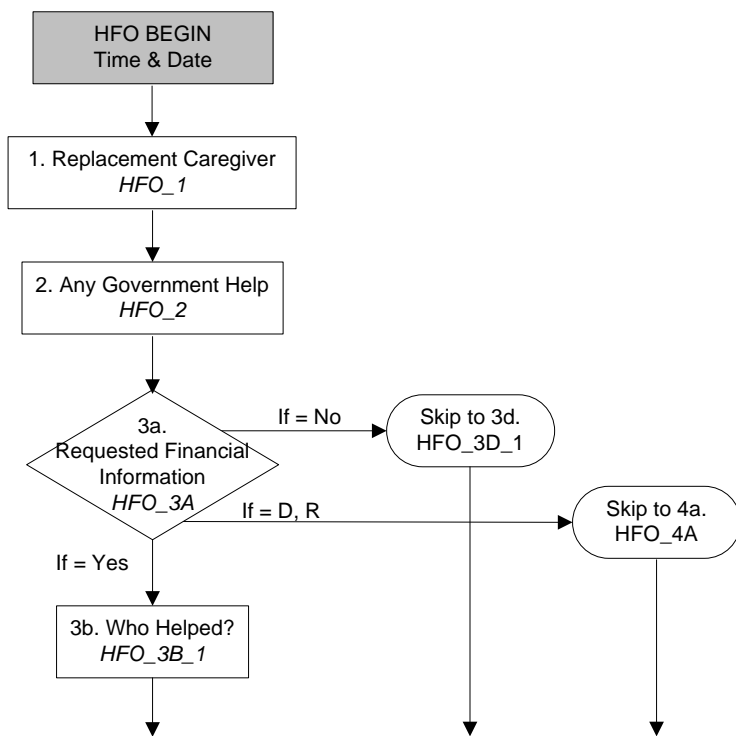 HFO BEGIN
Time & Date
1. Replacement Caregiver
HFO_1
2. Any Government Help
HFO_2
3a.
Requested Financial
Information
HFO_3A
If = No
Skip to 3d.
HFO_3D_1
If = D, R
Skip to 4a.
HFO_4A
If = Yes
3b. Who Helped?
HFO_3B_1